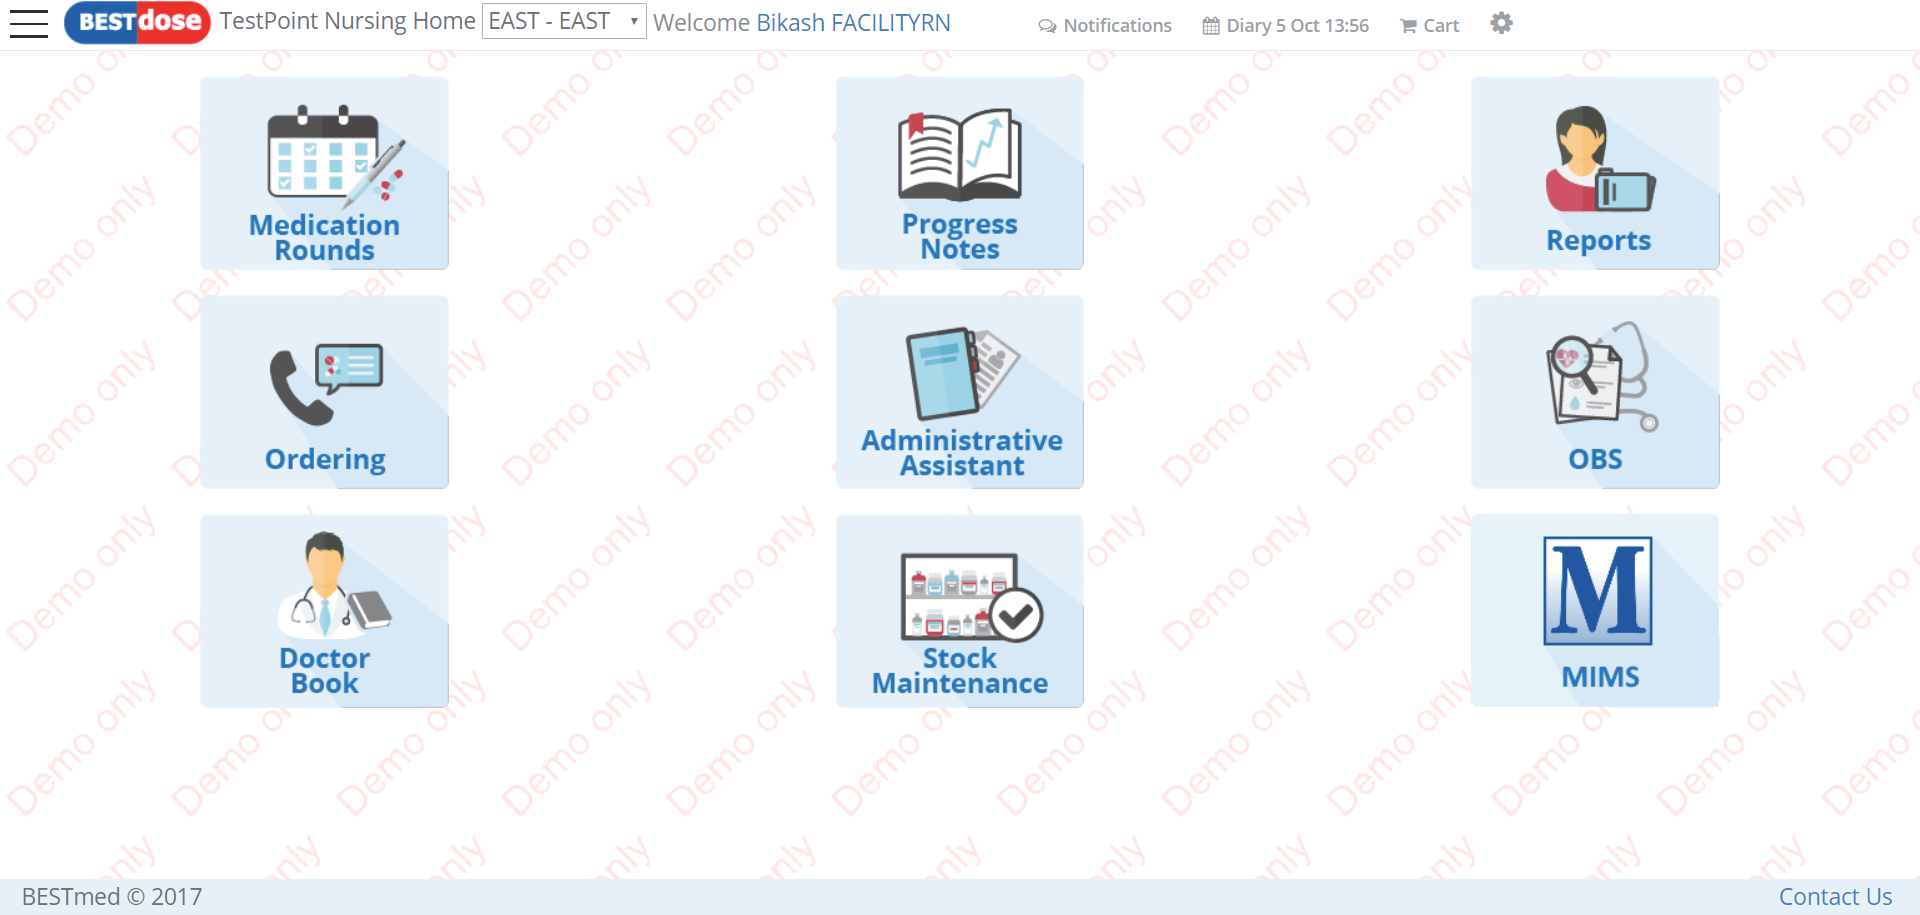 BESTdose TestPoint Nursing Home EAST - EAST Welcome Bikash FACILITYRN Notifications Diary 5 Oct 13:56 Cart
Medication
Rounds
Progress
Notes
Reports
Ordering
Administrative
Assistant
OBS
Doctor
Book
Stock
Maintenance
M
MIMS
Demo only
BESTmed © 2017
Contact Us